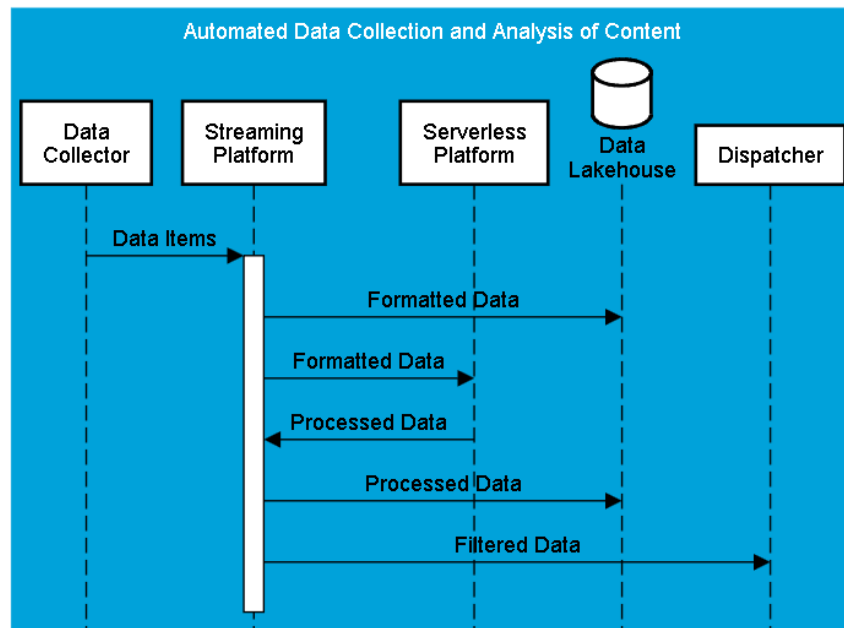 Automated Data Collection and Analysis of Content
Data
Collector
Streaming
Platform
Serverless
Platform
Data
Lakehouse
Dispatcher
Data Items
Formatted Data
Formatted Data
Processed Data
Processed Data
Filtered Data